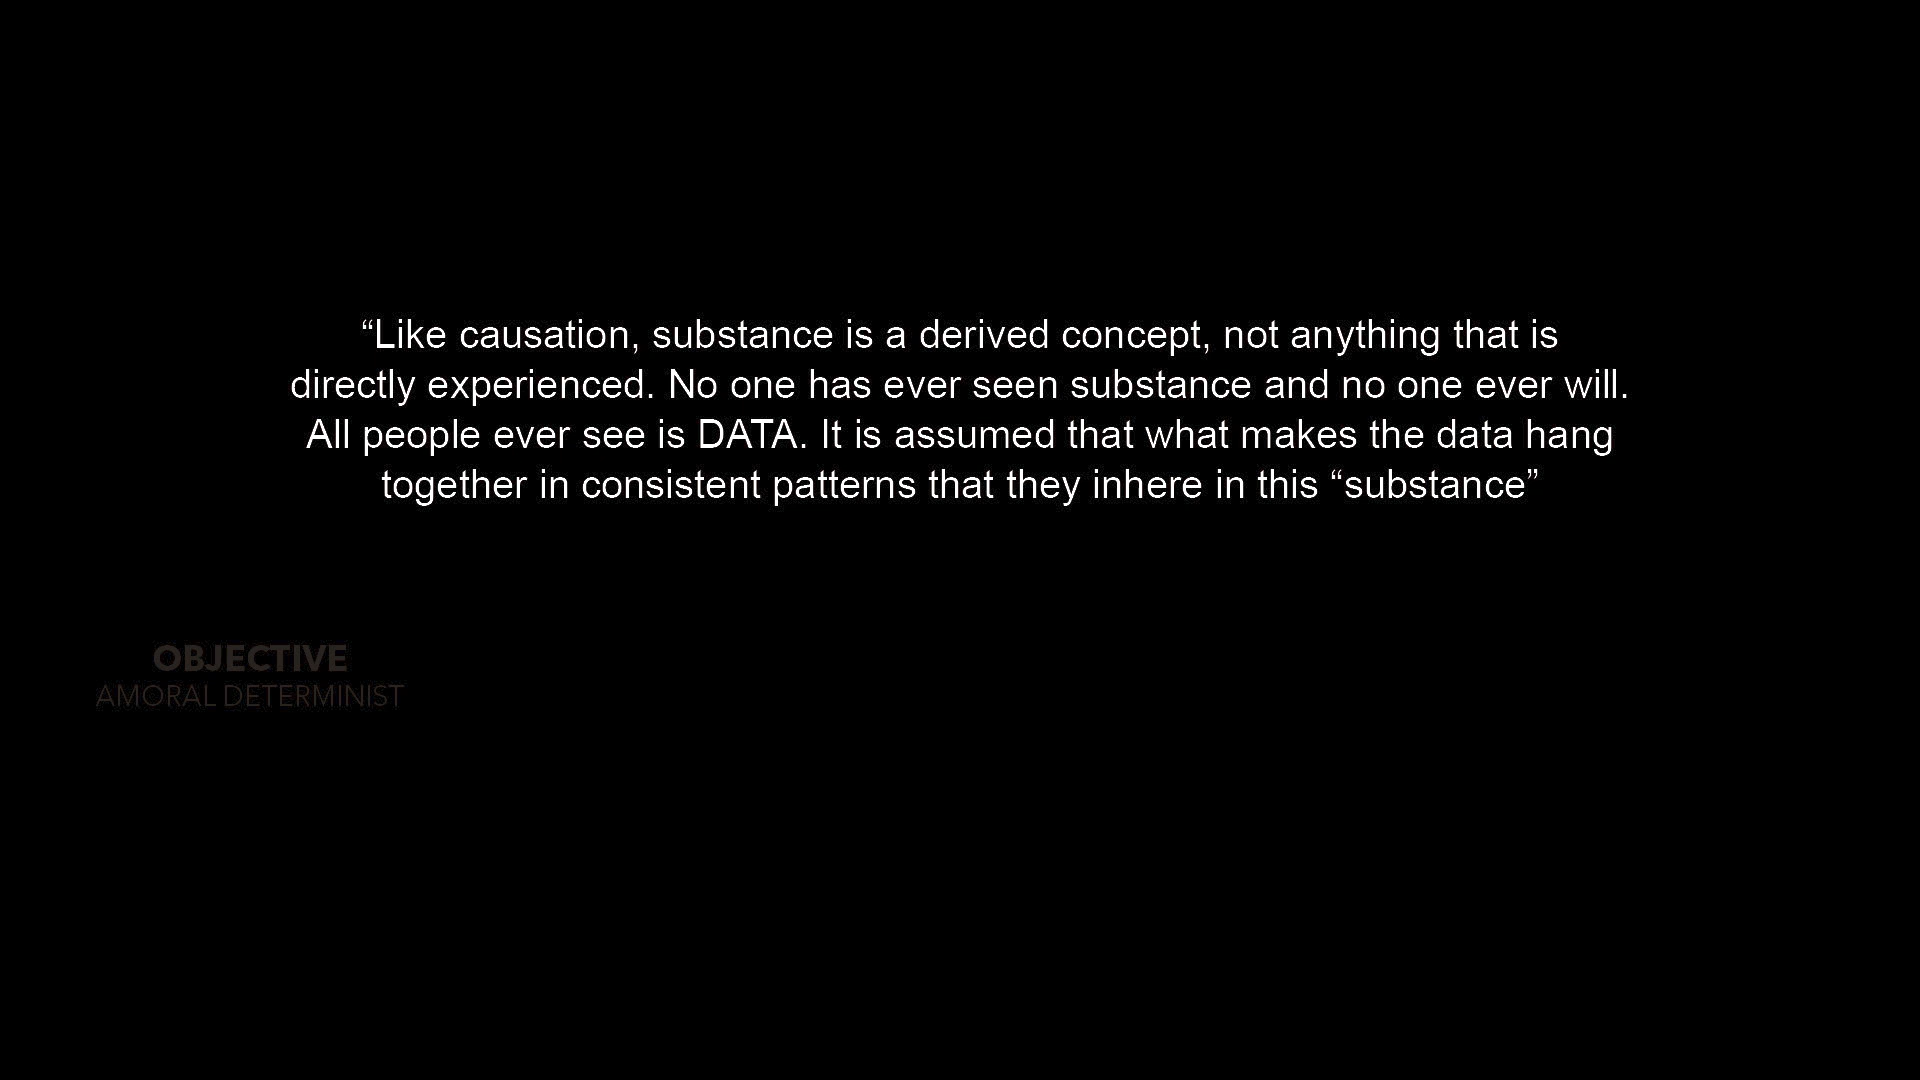 “Like causation, substance is a derived concept, not anything that is
directly experienced. No one has ever seen substance and no one ever will.
All people ever see is DATA. It is assumed that what makes the data hang
together in consistent patterns that they inhere in this “substance”
OBJECTIVE
AMORAL DETERMINIST